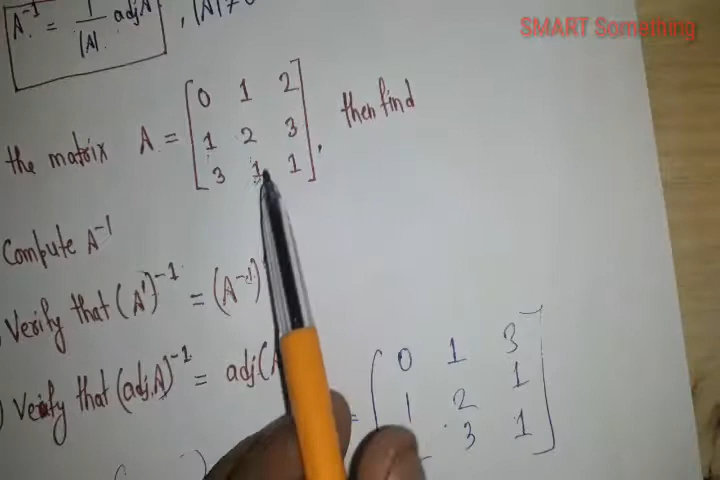 SMART Something
A⁻¹ = 1/|A|. adjA , |A| ≠ 0
the matrix A = [0 1 2
1 2 3
3 1 1], then find
Compute A⁻¹
Verify that (A')⁻¹ = (A⁻¹)
) Verify that (adj.A)⁻¹ = adj(A
= [0 1 3
1 2 1
3 1]